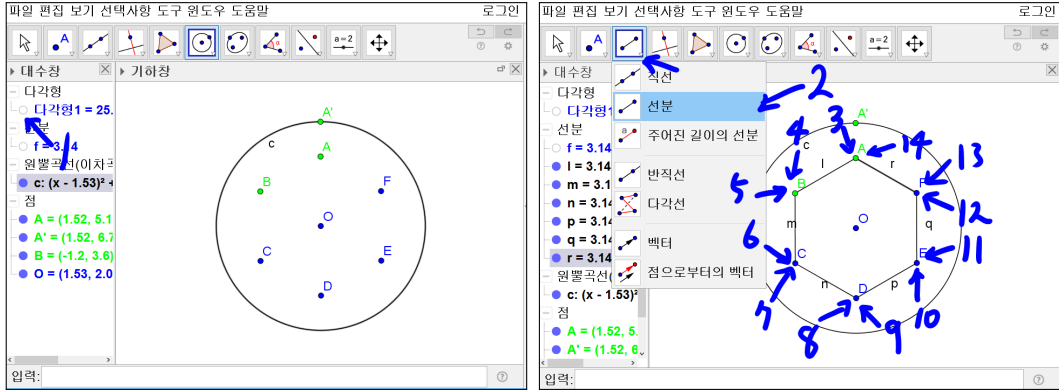 파일 편집 보기 선택사항 도구 윈도우 도움말 로그인
A a=2
대수창 기하창
다각형
다각형1 = 25.
선분
f = 3.14
원뿔곡선(이차곡
c: (x - 1.53)² +
점
A = (1.52, 5.1
A' = (1.52, 6.7
B = (-1.2, 3.6)
O = (1.53, 2.0
입력:
1
A'
c
A
B
F
O
C
E
D
파일 편집 보기 선택사항 도구 윈도우 도움말 로그인
A a=2
대수창
다각형
다각형1
선분
f = 3.14
l = 3.14
m = 3.1
n = 3.14
p = 3.14
q = 3.14
r = 3.14
원뿔곡선(
c: (x - 1.53)²
점
A = (1.52, 5.
A' = (1.52, 6.
입력:
직선
선분
a 주어진 길이의 선분
반직선
다각선
벡터
점으로부터의 벡터
2
A'
3
4
c
A
14
l
r
13
B
F
5
12
m
O
q
6
11
C
E
7
n
D
p
10
8
9